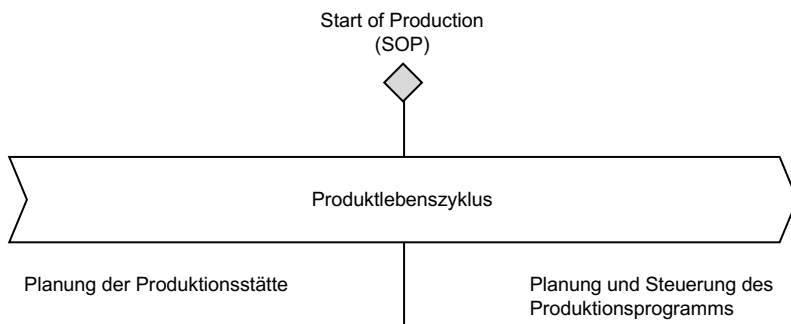 Start of Production
(SOP)
Produktlebenszyklus
Planung der Produktionsstätte
Planung und Steuerung des
Produktionsprogramms